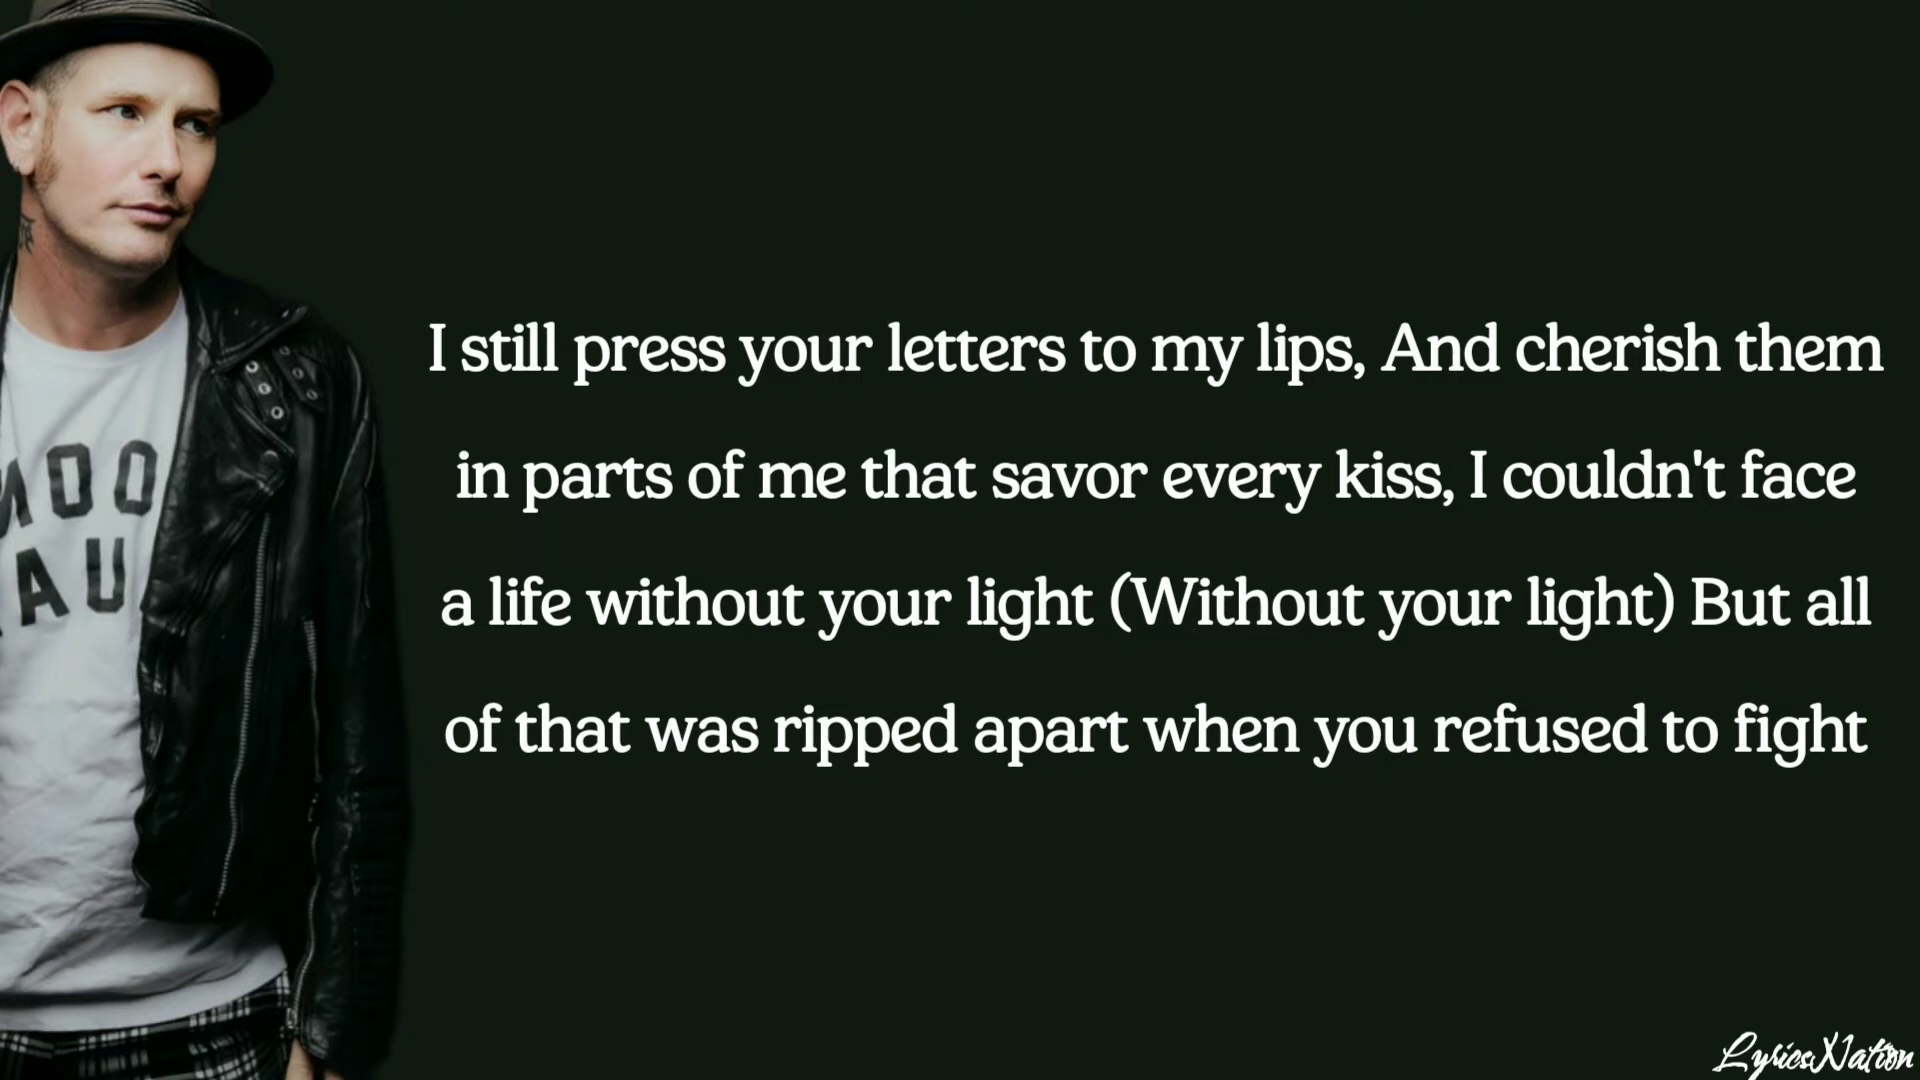 I still press your letters to my lips, And cherish them
in parts of me that savor every kiss, I couldn't face
a life without your light (Without your light) But all
of that was ripped apart when you refused to fight
MOO
AU
LyricsNation